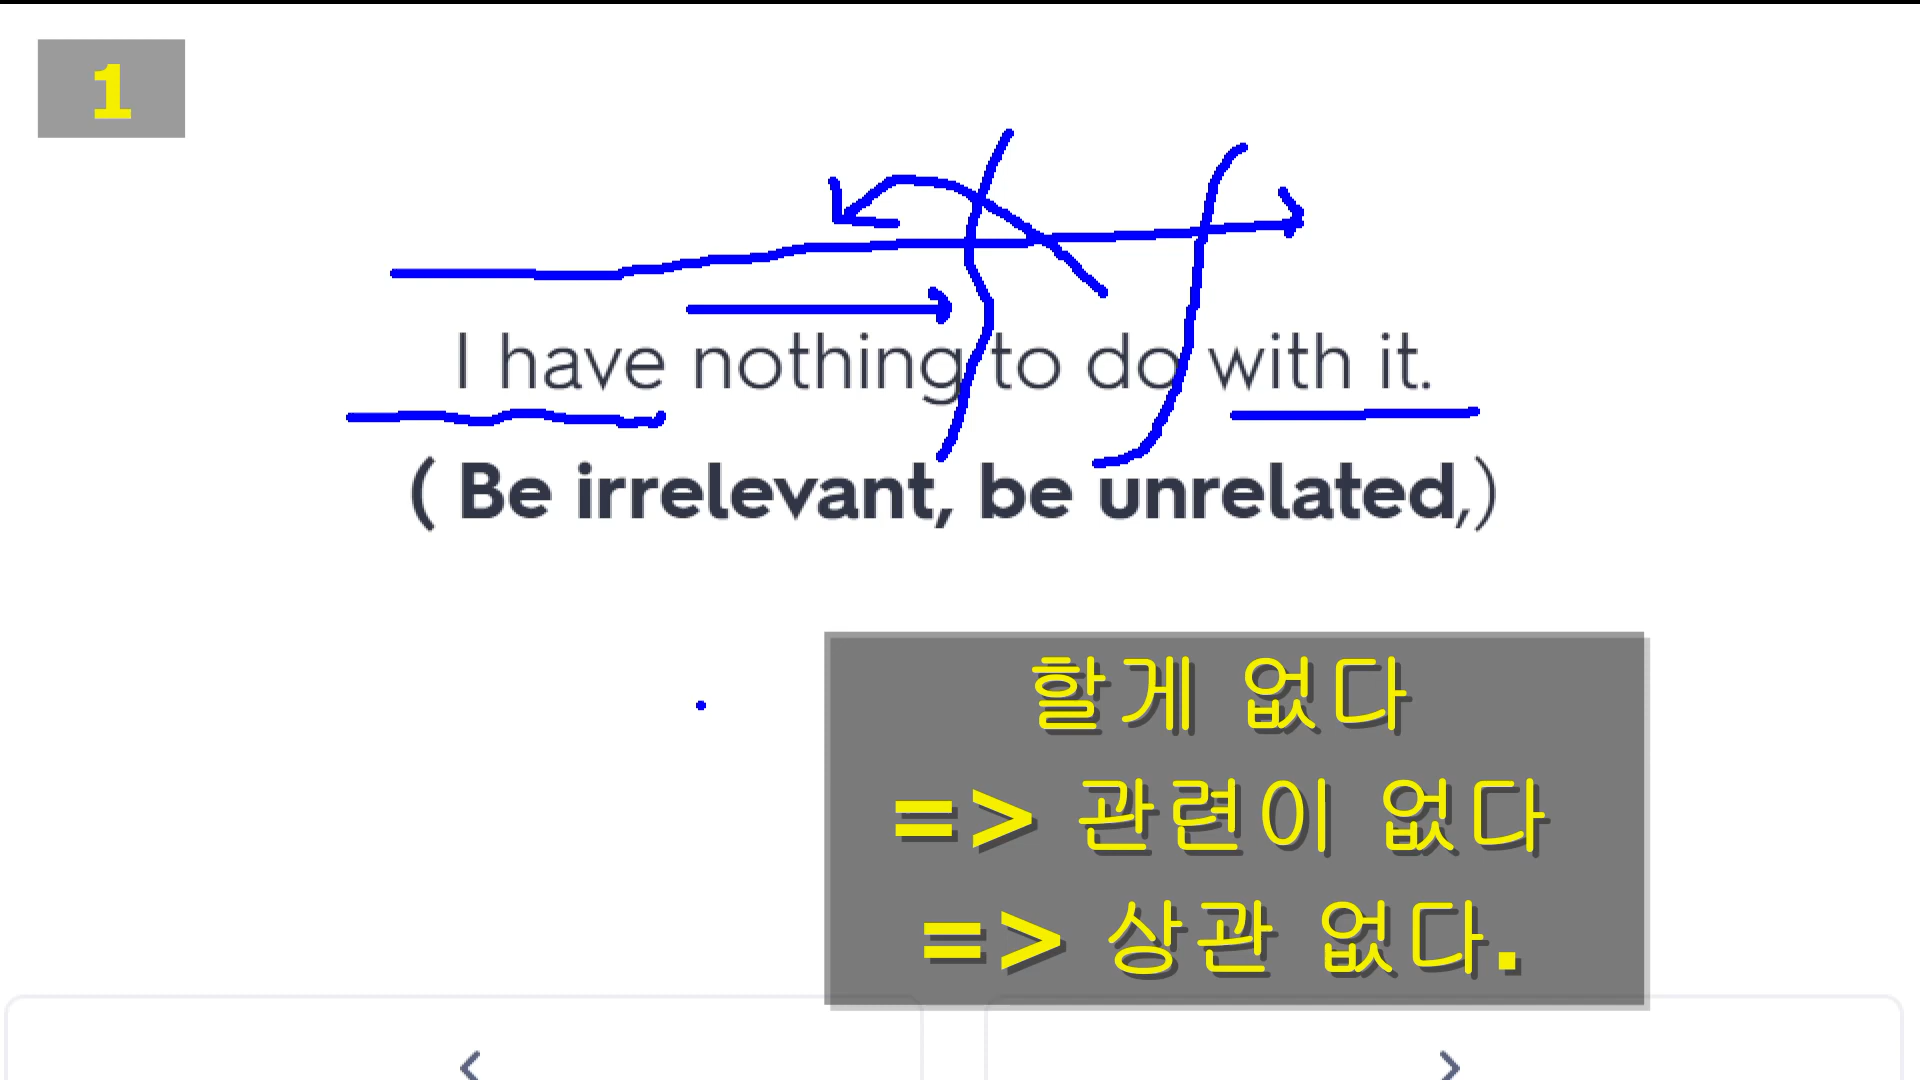 1
I have nothing to do with it.
( Be irrelevant, be unrelated,)
할게 없다
=> 관련이 없다
=> 상관 없다.